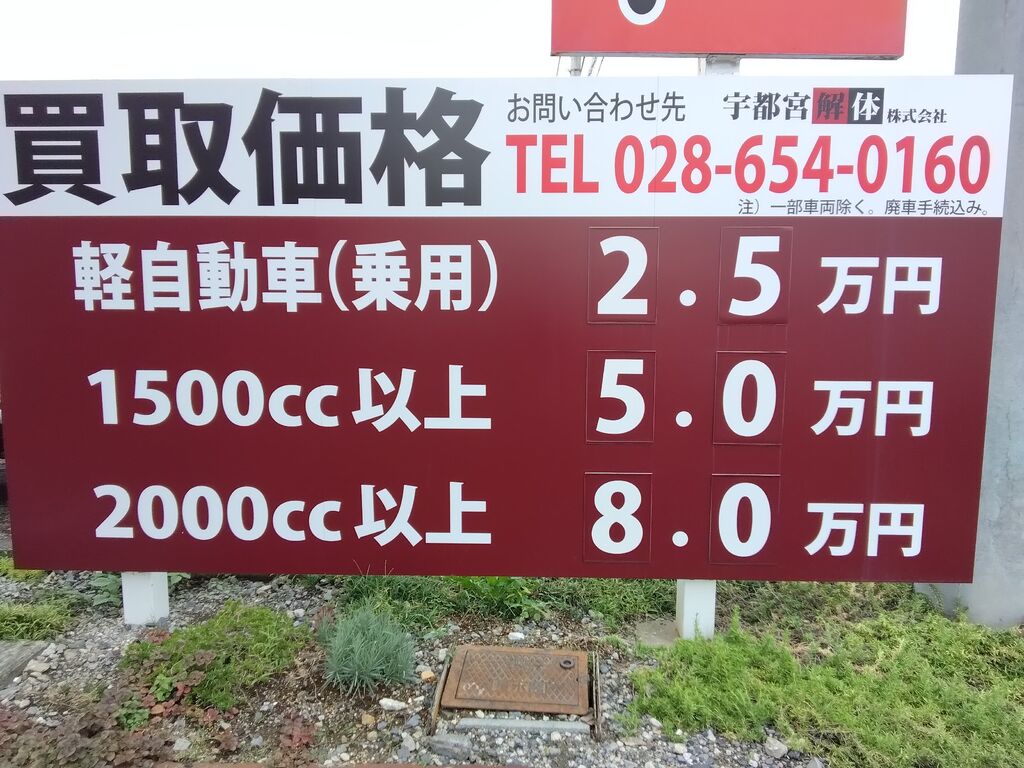 買取価格
お問い合わせ先 宇都宮解体株式会社
TEL 028-654-0160
注）一部車両除く。廃車手続込み。
軽自動車（乗用） 2.5 万円
1500cc以上 5.0 万円
2000cc以上 8.0 万円